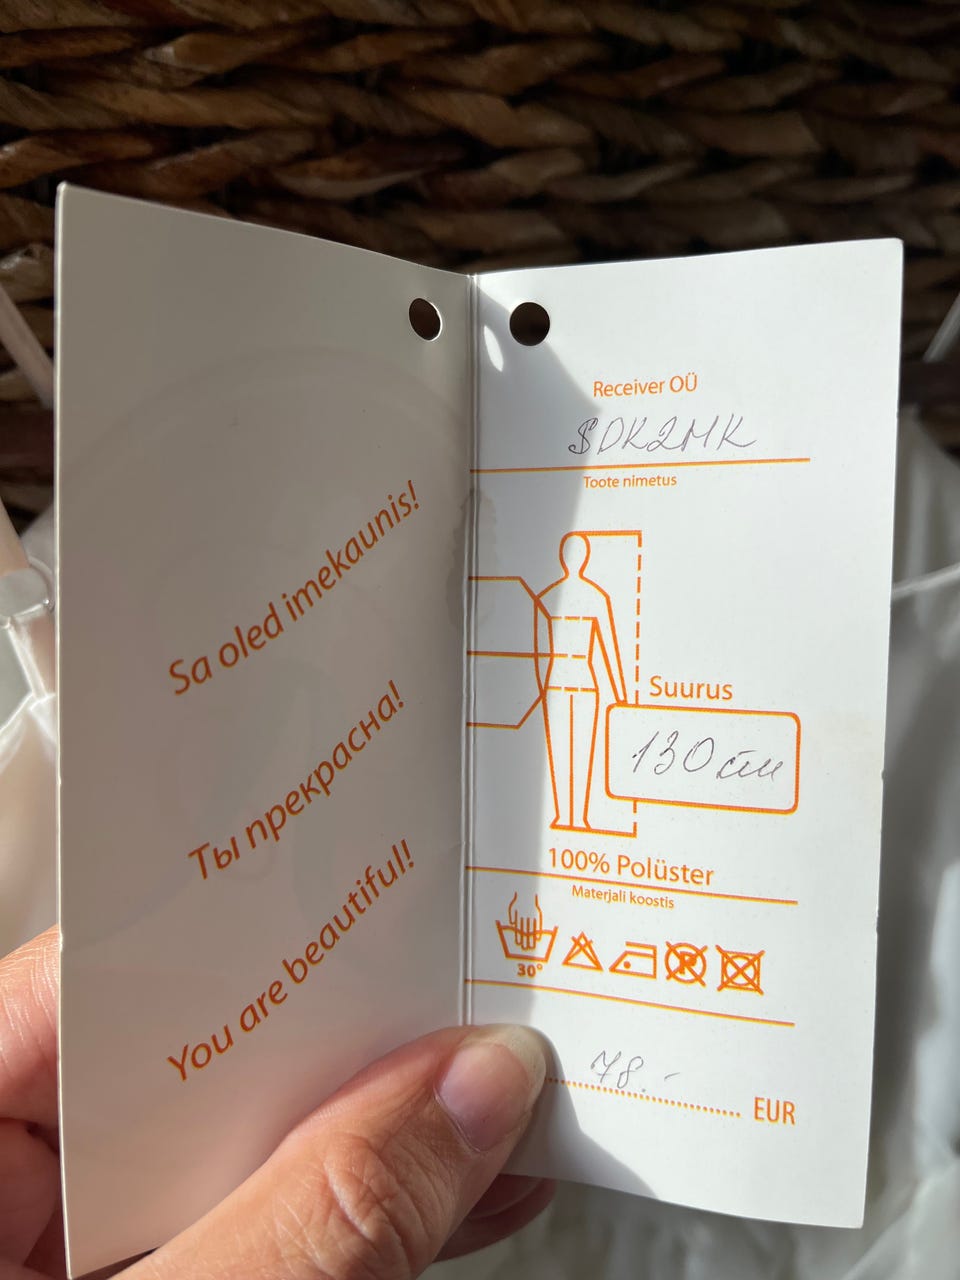 Sa oled imekaunis!
Ты прекрасна!
You are beautiful!
Receiver OÜ
SDK2MK
Toote nimetus
Suurus
130 cm
100% Polüster
Materjali koostis
30°
P
78.-
EUR